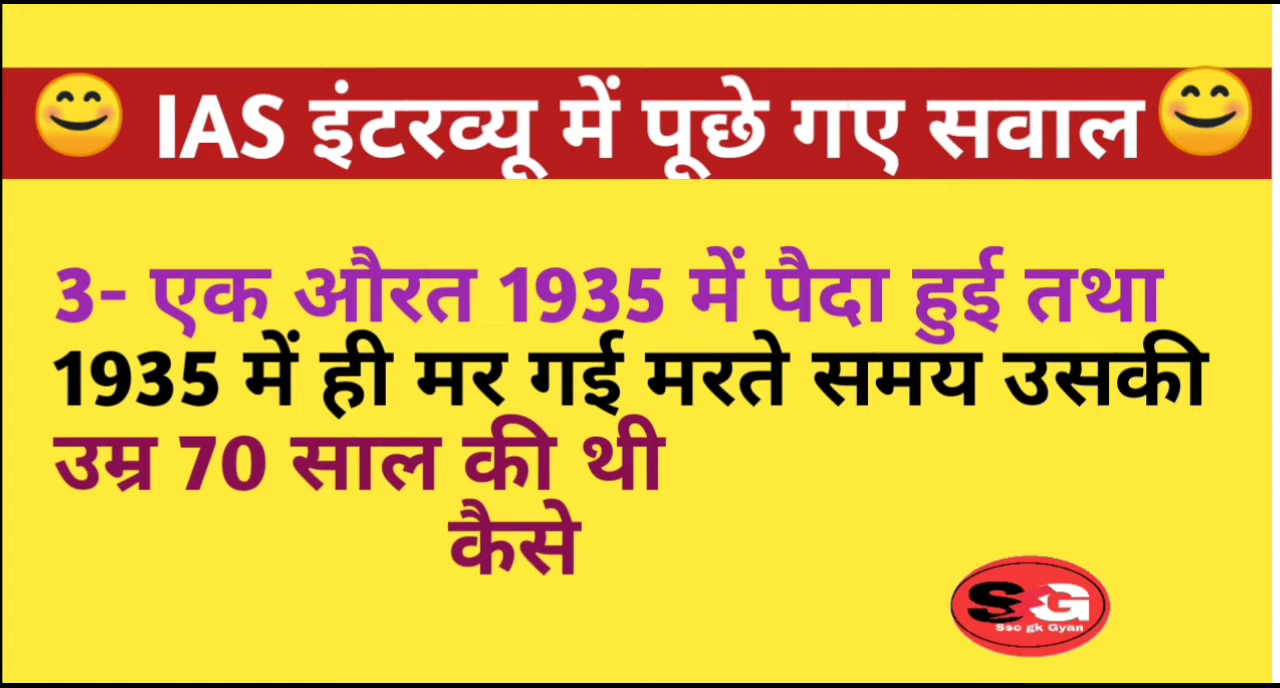 IAS इंटरव्यू में पूछे गए सवाल
3- एक औरत 1935 में पैदा हुई तथा
1935 में ही मर गई मरते समय उसकी
उम्र 70 साल की थी
कैसे
SG
Ssc gk Gyan